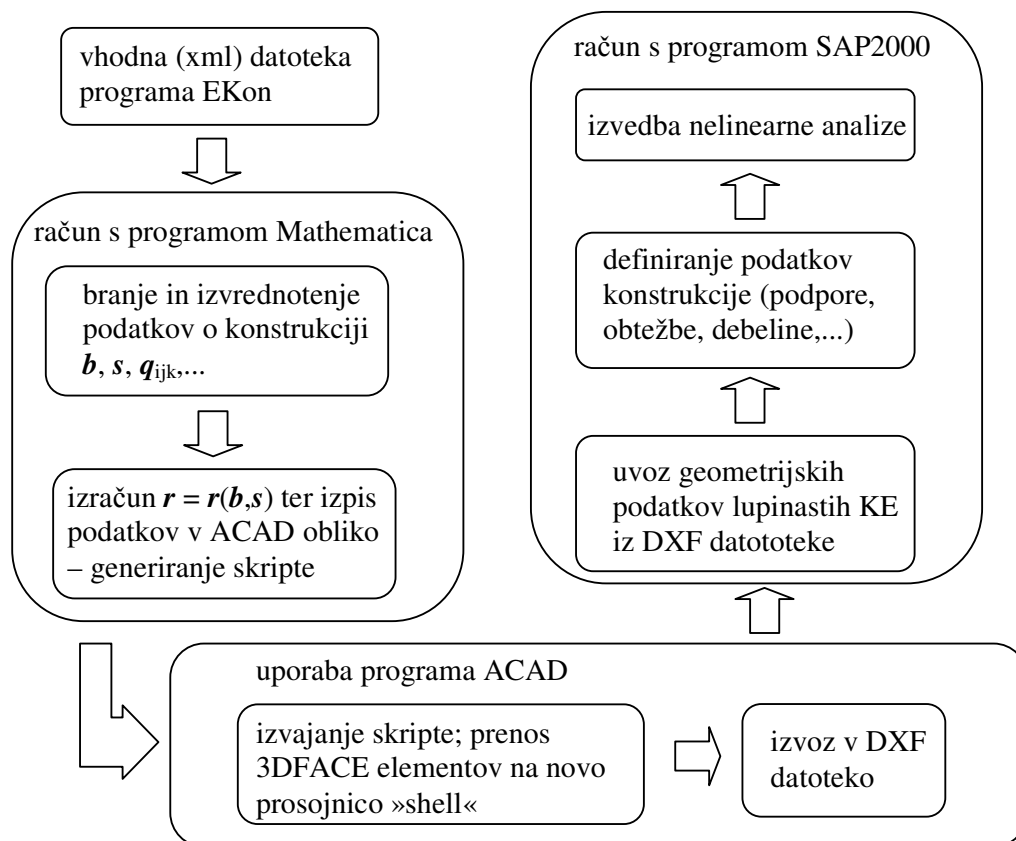 vhodna (xml) datoteka
programa EKon
račun s programom Mathematica
branje in izvrednotenje
podatkov o konstrukciji
b, s, qijk,...
izračun r = r(b,s) ter izpis
podatkov v ACAD obliko
– generiranje skripte
uporaba programa ACAD
izvajanje skripte; prenos
3DFACE elementov na novo
prosojnico »shell«
izvoz v DXF
datoteko
račun s programom SAP2000
izvedba nelinearne analize
definiranje podatkov
konstrukcije (podpore,
obtežbe, debeline,...)
uvoz geometrijskih
podatkov lupinastih KE
iz DXF datototeke